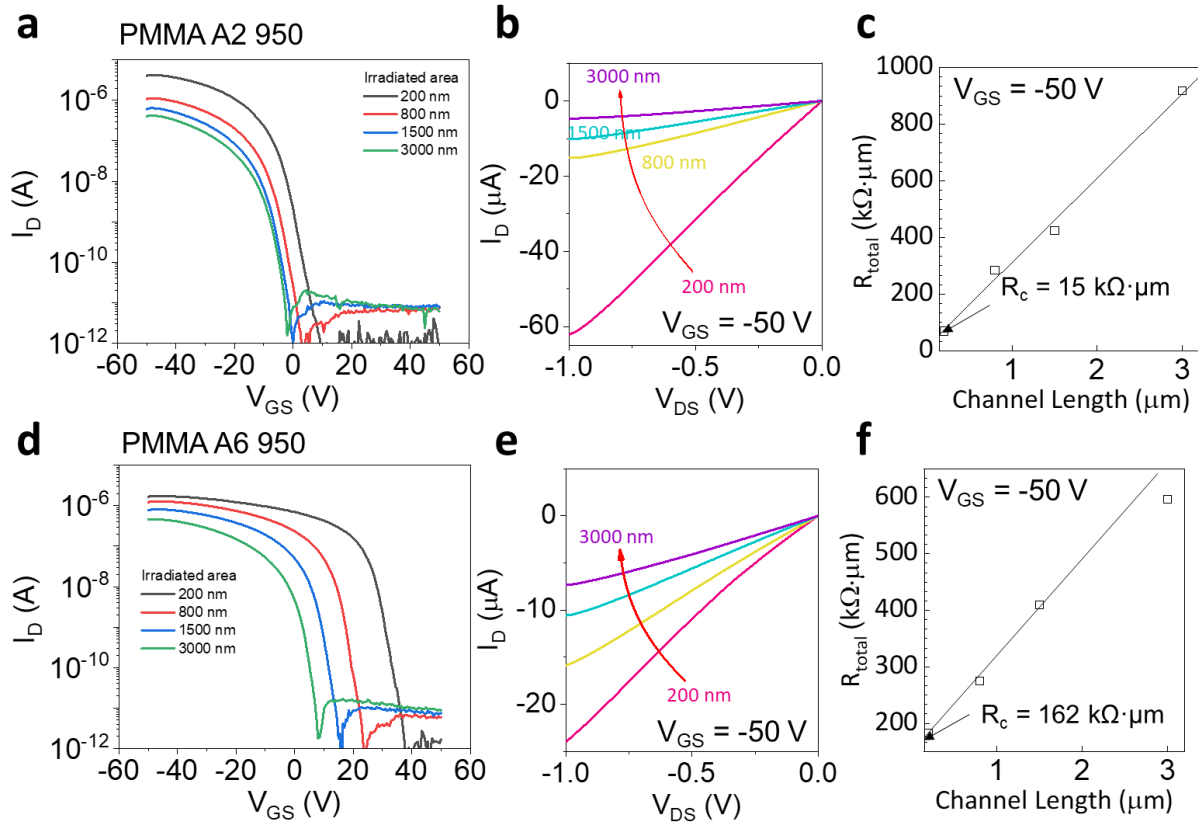 a
PMMA A2 950
I_D (A)
10⁻⁶
10⁻⁸
10⁻¹⁰
10⁻¹²
Irradiated area
200 nm
800 nm
1500 nm
3000 nm
-60 -40 -20 0 20 40 60
V_GS (V)
b
I_D (μA)
0
-20
-40
-60
3000 nm
1500 nm
800 nm
200 nm
V_GS = -50 V
-1.0 -0.5 0.0
V_DS (V)
c
R_total (kΩ·μm)
1000
800
600
400
200
0
V_GS = -50 V
R_c = 15 kΩ·μm
1 2 3
Channel Length (μm)
d
PMMA A6 950
I_D (A)
10⁻⁶
10⁻⁸
10⁻¹⁰
10⁻¹²
Irradiated area
200 nm
800 nm
1500 nm
3000 nm
-60 -40 -20 0 20 40 60
V_GS (V)
e
I_D (μA)
0
-10
-20
3000 nm
200 nm
V_GS = -50 V
-1.0 -0.5 0.0
V_DS (V)
f
R_total (kΩ·μm)
600
500
400
300
200
V_GS = -50 V
R_c = 162 kΩ·μm
1 2 3
Channel Length (μm)